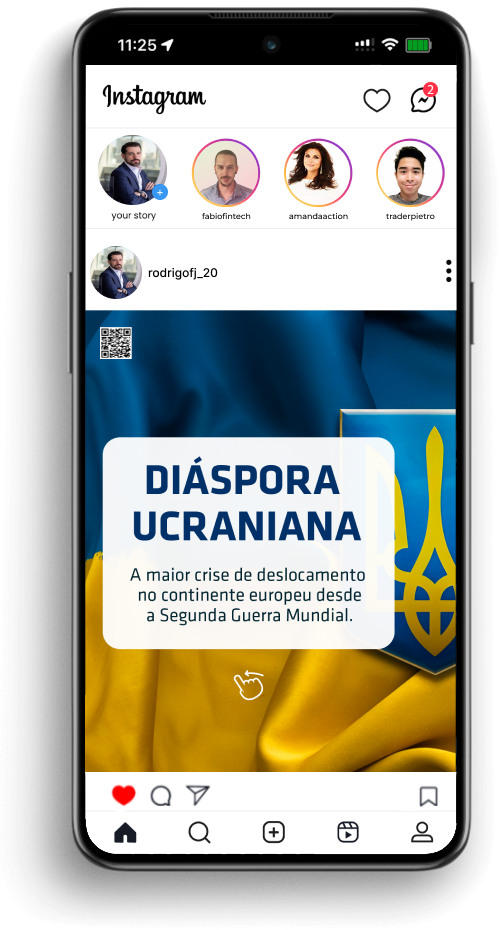 11:25
Instagram
2
your story
fabiofintech
amandaaction
traderpietro
rodrigofj_20
DIÁSPORA
UCRANIANA
A maior crise de deslocamento
no continente europeu desde
a Segunda Guerra Mundial.